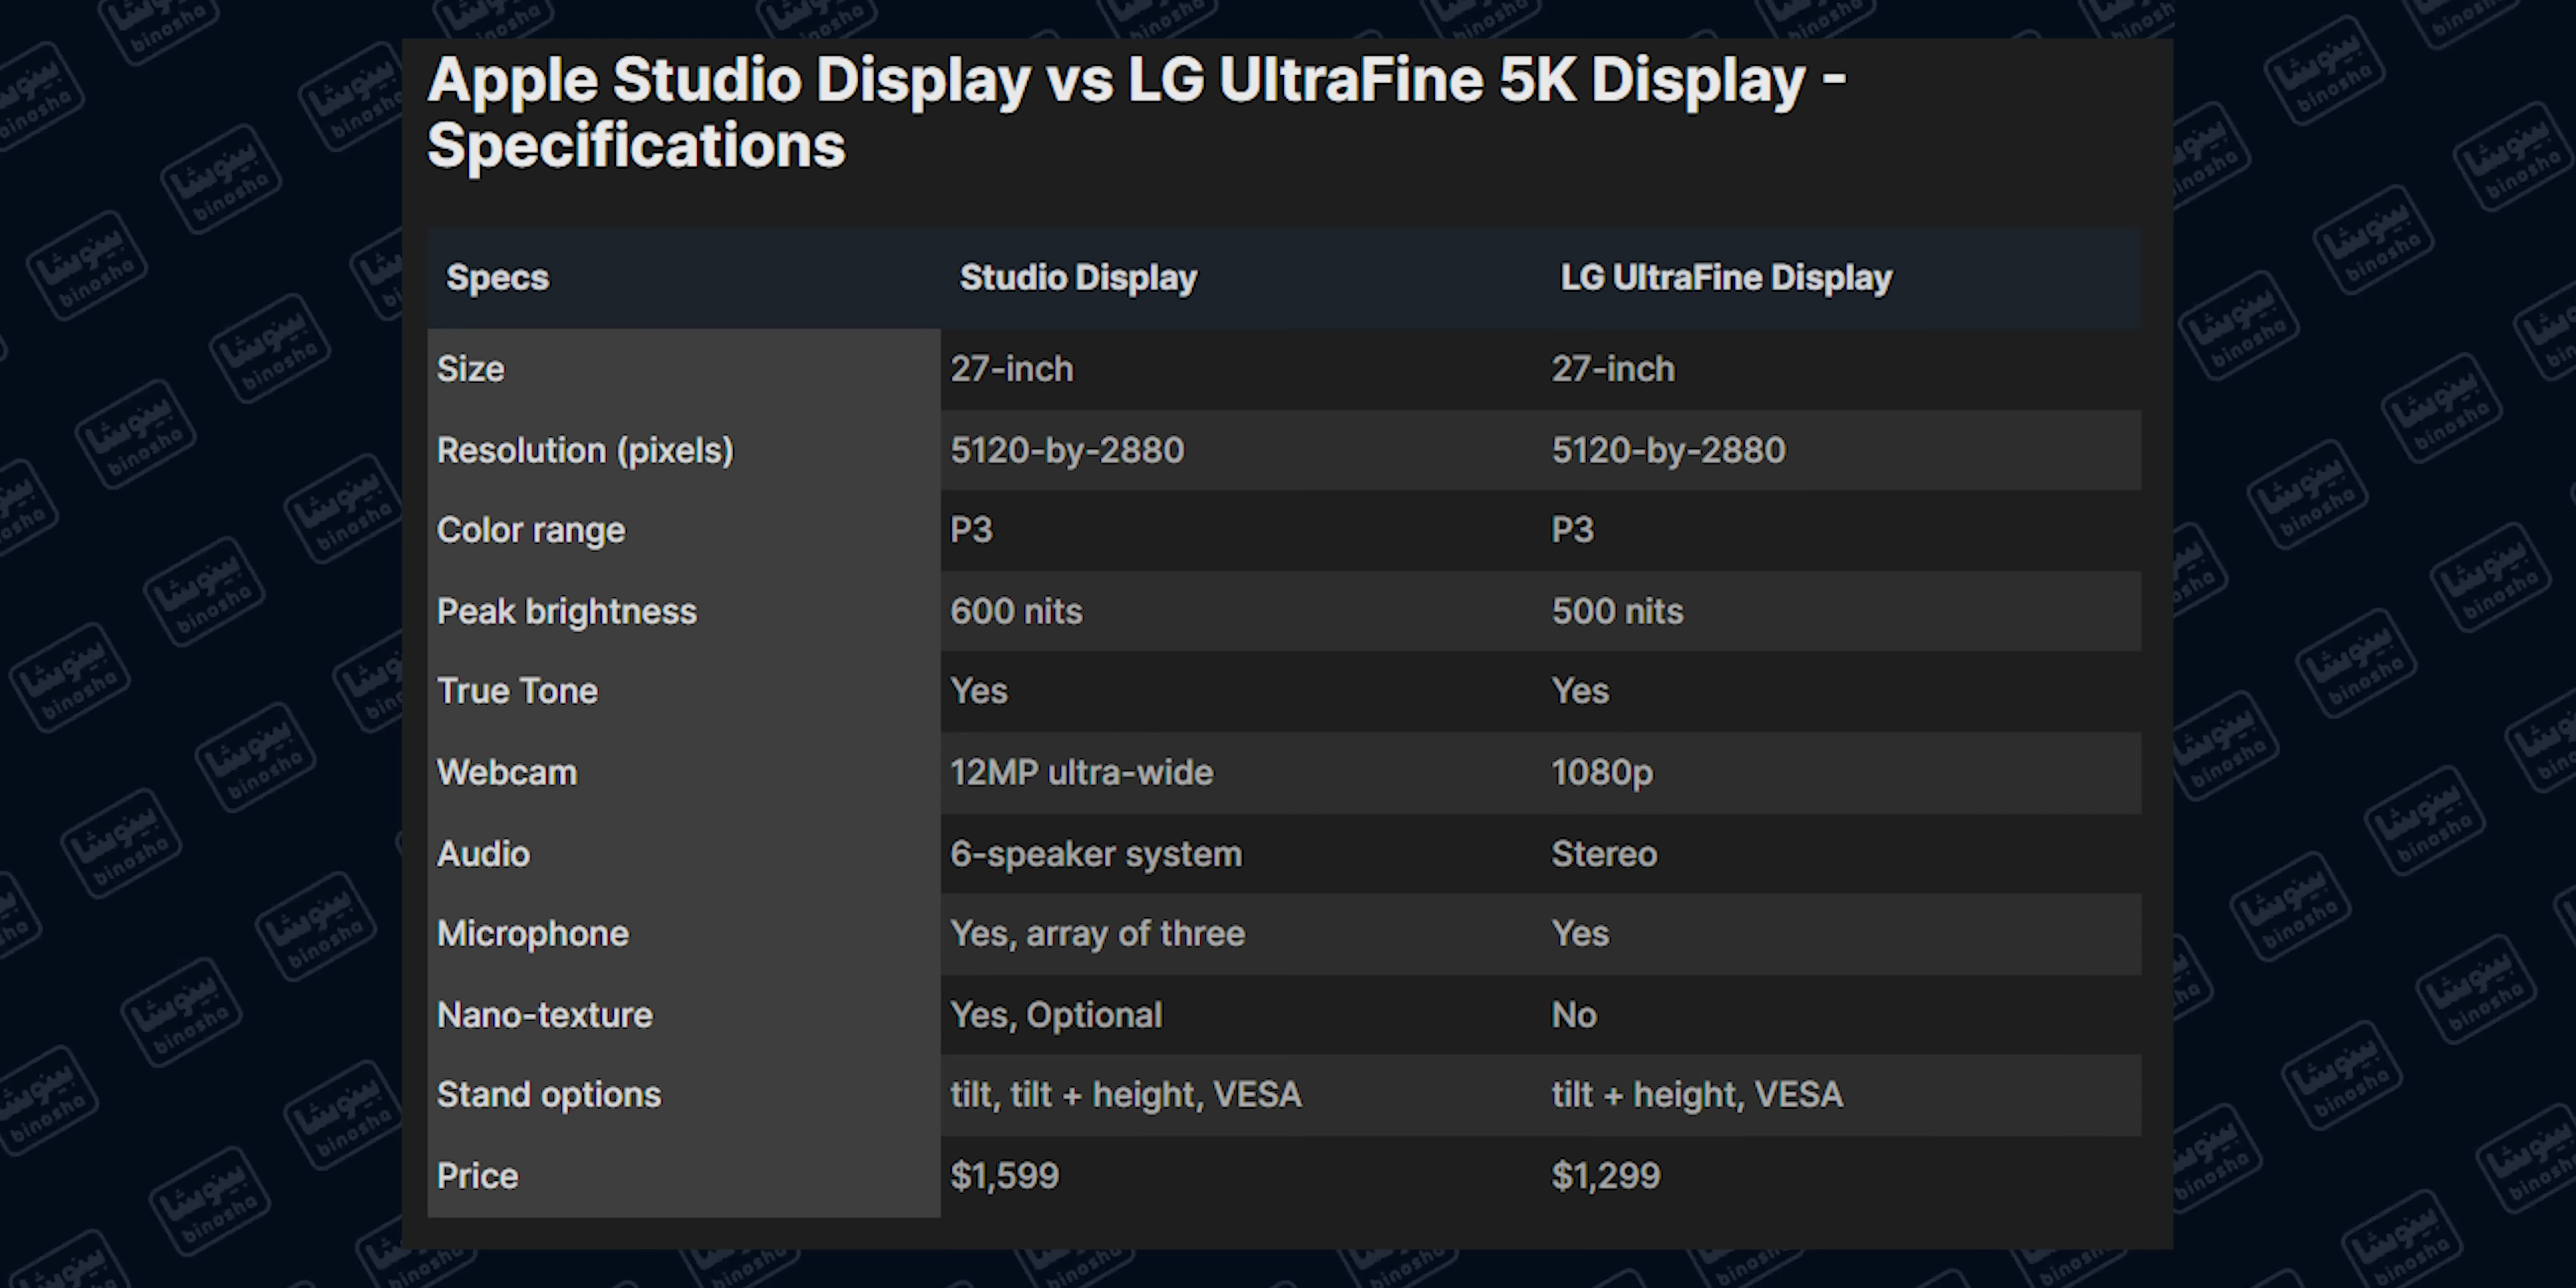 Apple Studio Display vs LG UltraFine 5K Display -
Specifications
Specs Studio Display LG UltraFine Display
Size 27-inch 27-inch
Resolution (pixels) 5120-by-2880 5120-by-2880
Color range P3 P3
Peak brightness 600 nits 500 nits
True Tone Yes Yes
Webcam 12MP ultra-wide 1080p
Audio 6-speaker system Stereo
Microphone Yes, array of three Yes
Nano-texture Yes, Optional No
Stand options tilt, tilt + height, VESA tilt + height, VESA
Price $1,599 $1,299
بینوشا
binosha